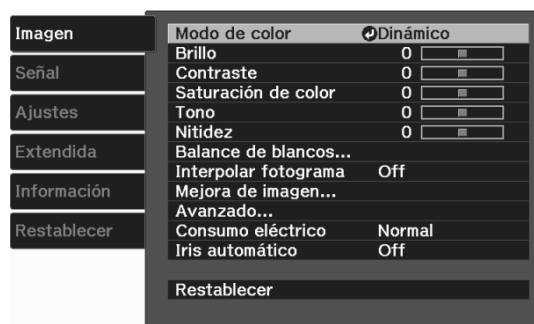 Imagen
Señal
Ajustes
Extendida
Información
Restablecer
Modo de color Dinámico
Brillo 0
Contraste 0
Saturación de color 0
Tono 0
Nitidez 0
Balance de blancos...
Interpolar fotograma Off
Mejora de imagen...
Avanzado...
Consumo eléctrico Normal
Iris automático Off
Restablecer